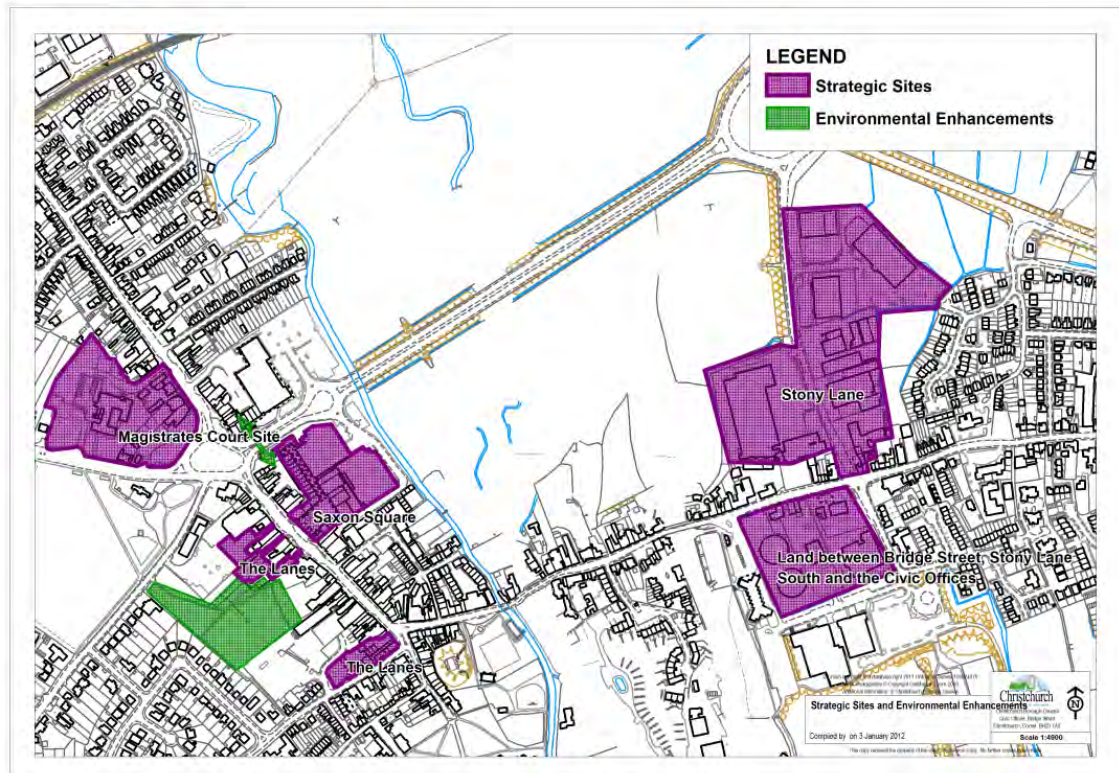 LEGEND
Strategic Sites
Environmental Enhancements
Stony Lane
Magistrates Court Site
Saxon Square
The Lanes
Land between Bridge Street, Stony Lane
South and the Civic Offices
The Lanes
Christchurch
Strategic Sites and Environmental Enhancements
N
Compiled by on 3 January 2012
Scale 1:4000